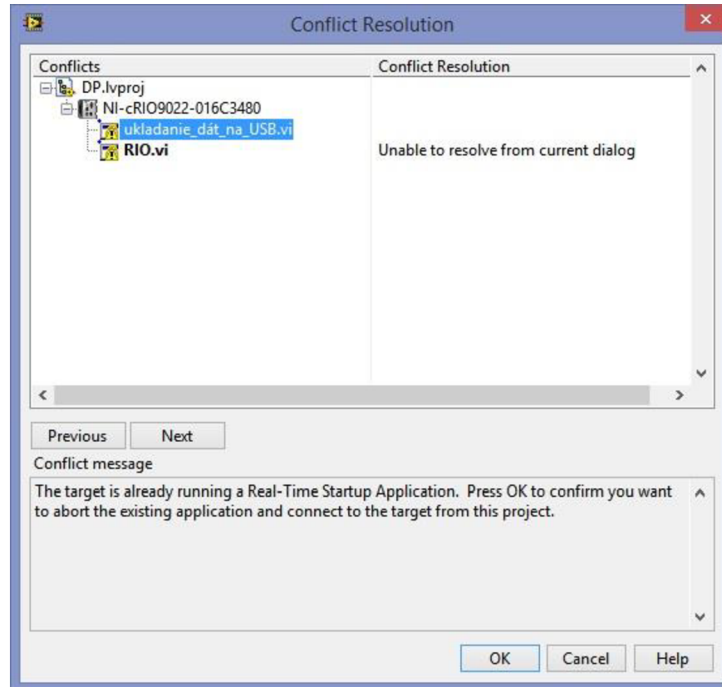 Conflict Resolution
Conflicts Conflict Resolution
DP.lvproj
NI-cRIO9022-016C3480
ukladanie_dát_na_USB.vi
RIO.vi Unable to resolve from current dialog
Previous Next
Conflict message
The target is already running a Real-Time Startup Application. Press OK to confirm you want
to abort the existing application and connect to the target from this project.
OK Cancel Help